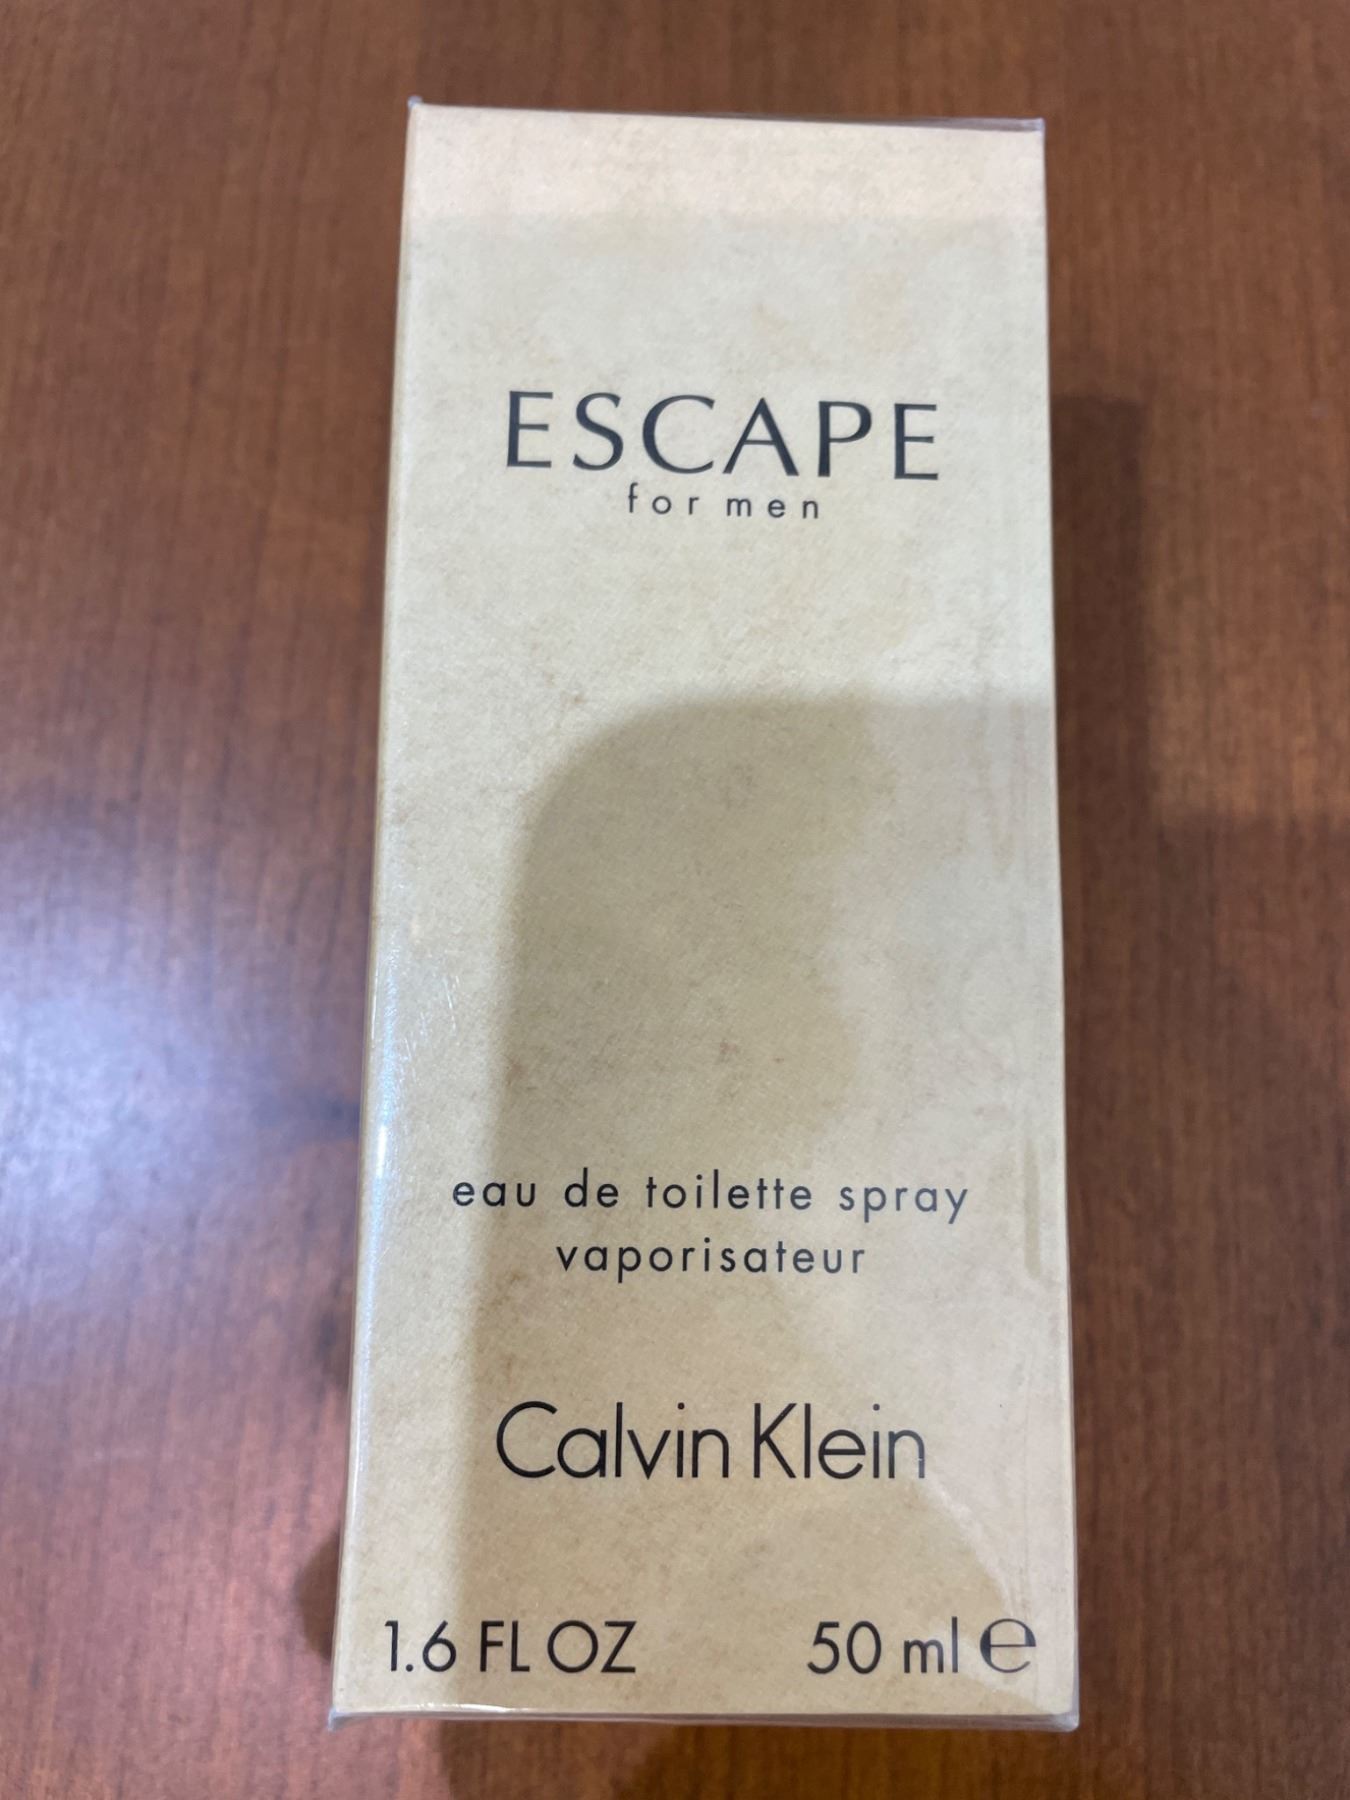 ESCAPE
for men
eau de toilette spray
vaporisateur
Calvin Klein
1.6 FL OZ 50 ml ℮